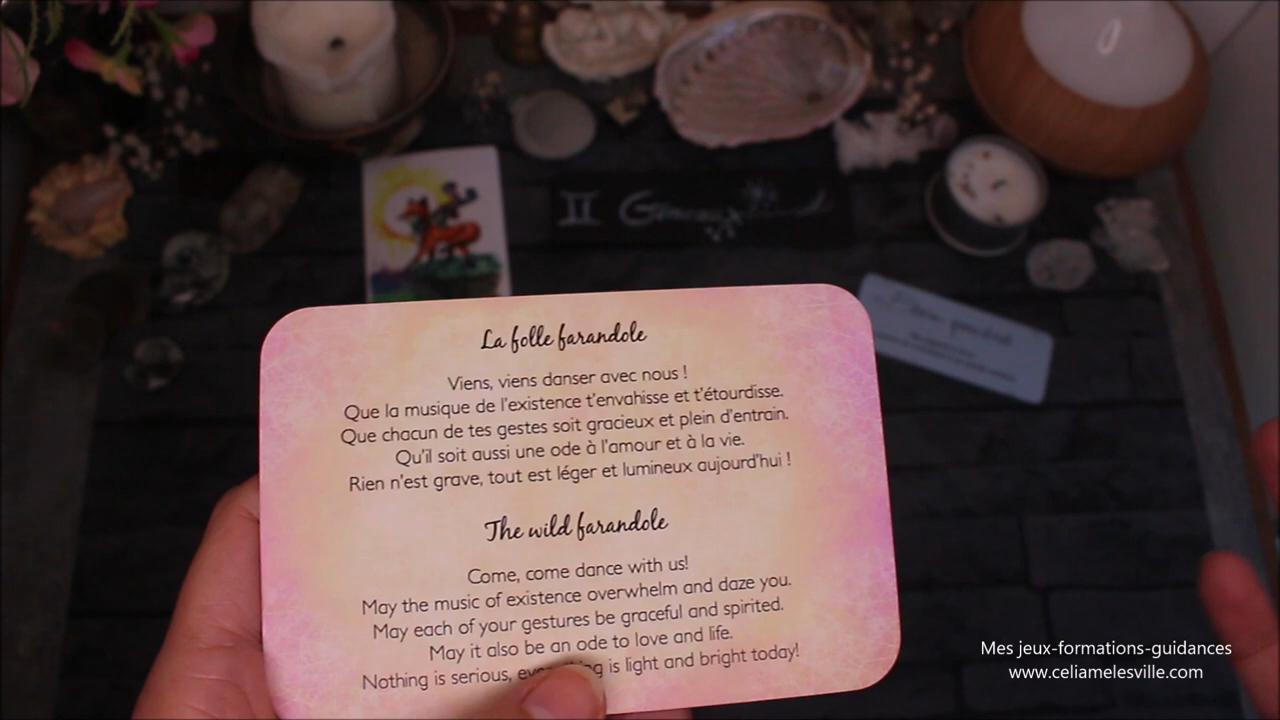 II Gémeaux
La folle farandole
Viens, viens danser avec nous !
Que la musique de l'existence t'envahisse et t'étourdisse.
Que chacun de tes gestes soit gracieux et plein d'entrain.
Qu'il soit aussi une ode à l'amour et à la vie.
Rien n'est grave, tout est léger et lumineux aujourd'hui !
The wild farandole
Come, come dance with us!
May the music of existence overwhelm and daze you.
May each of your gestures be graceful and spirited.
May it also be an ode to love and life.
Nothing is serious, is light and bright today!
Mes jeux-formations-guidances
www.celiamelesville.com